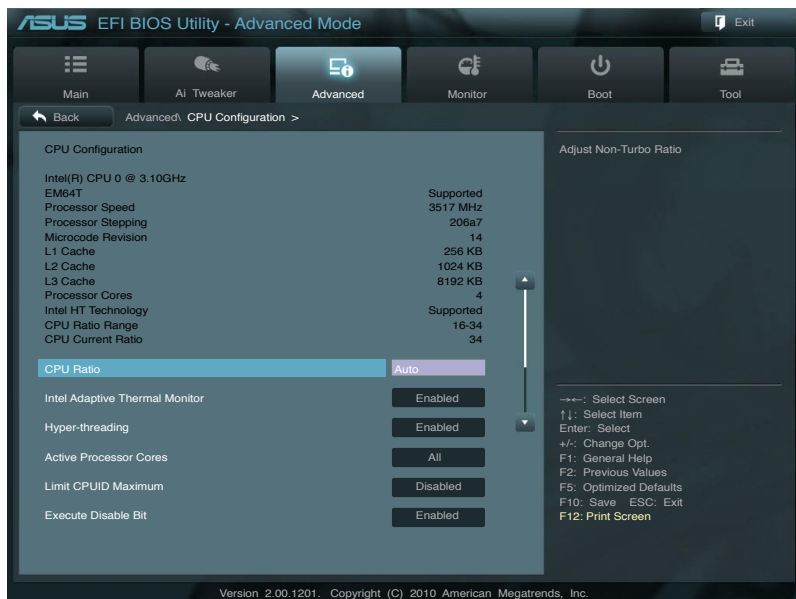 ASUS EFI BIOS Utility - Advanced Mode Exit
Main Ai Tweaker Advanced Monitor Boot Tool
Back Advanced\ CPU Configuration >
CPU Configuration
Adjust Non-Turbo Ratio
Intel(R) CPU 0 @ 3.10GHz
EM64T Supported
Processor Speed 3517 MHz
Processor Stepping 206a7
Microcode Revision 14
L1 Cache 256 KB
L2 Cache 1024 KB
L3 Cache 8192 KB
Processor Cores 4
Intel HT Technology Supported
CPU Ratio Range 16-34
CPU Current Ratio 34
CPU Ratio Auto
Intel Adaptive Thermal Monitor Enabled
Hyper-threading Enabled
Active Processor Cores All
Limit CPUID Maximum Disabled
Execute Disable Bit Enabled
→←: Select Screen
↑↓: Select Item
Enter: Select
+/-: Change Opt.
F1: General Help
F2: Previous Values
F5: Optimized Defaults
F10: Save ESC: Exit
F12: Print Screen
Version 2.00.1201. Copyright (C) 2010 American Megatrends, Inc.